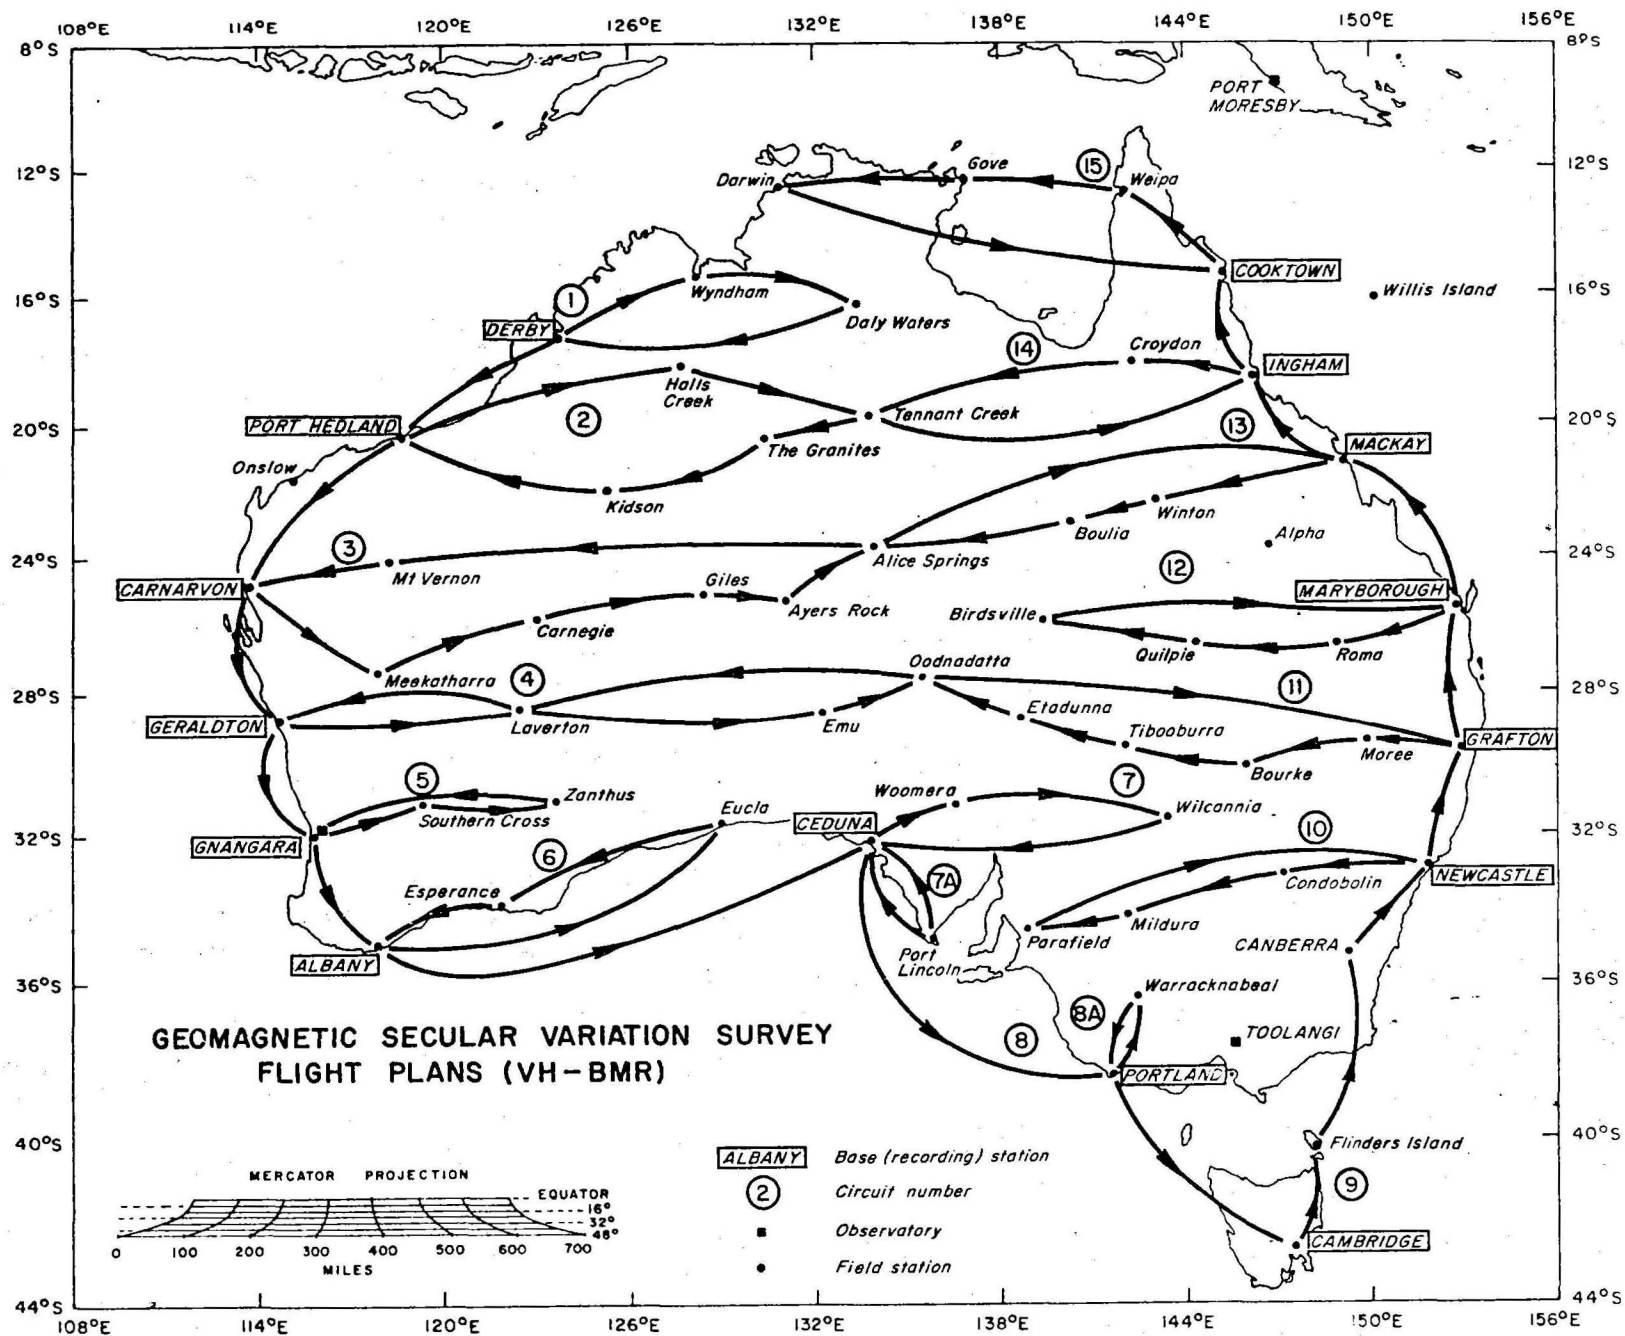 108°E 114°E 120°E 126°E 132°E 138°E 144°E 150°E 156°E
8°S 8°S
PORT
MORESBY
12°S 12°S
Darwin Gove 15 Weipa
COOKTOWN
16°S 16°S
1 Wyndham Willis Island
DERBY Daly Waters
14 Croydon
INGHAM
Halls
Creek
2
PORT HEDLAND Tennant Creek 13
20°S 20°S
MACKAY
Onslow The Granites
Kidson Winton
Boulia Alpha
3
24°S 24°S
Mt Vernon Alice Springs
CARNARVON Giles 12 MARYBOROUGH
Ayers Rock Birdsville
Carnegie
Quilpie Roma
Meekatharra 4 Oodnadatta 11
28°S 28°S
GERALDTON Laverton Emu Etadunna
Tibooburra GRAFTON
Moree
Bourke
5 Zanthus Woomera 7 Wilcannia
Southern Cross Eucla CEDUNA
32°S 32°S
GNANGARA 6 10
7A Condobolin NEWCASTLE
Esperance Mildura
Parafield CANBERRA
ALBANY Port
Lincoln
36°S 36°S
Warracknabeal
8A
GEOMAGNETIC SECULAR VARIATION SURVEY
FLIGHT PLANS (VH-BMR)
8 TOOLANGI
PORTLAND
40°S 40°S
Flinders Island
9
CAMBRIDGE
MERCATOR PROJECTION
EQUATOR
16°
32°
48°
0 100 200 300 400 500 600 700
MILES
ALBANY Base (recording) station
2 Circuit number
Observatory
Field station
44°S 44°S
108°E 114°E 120°E 126°E 132°E 138°E 144°E 150°E 156°E